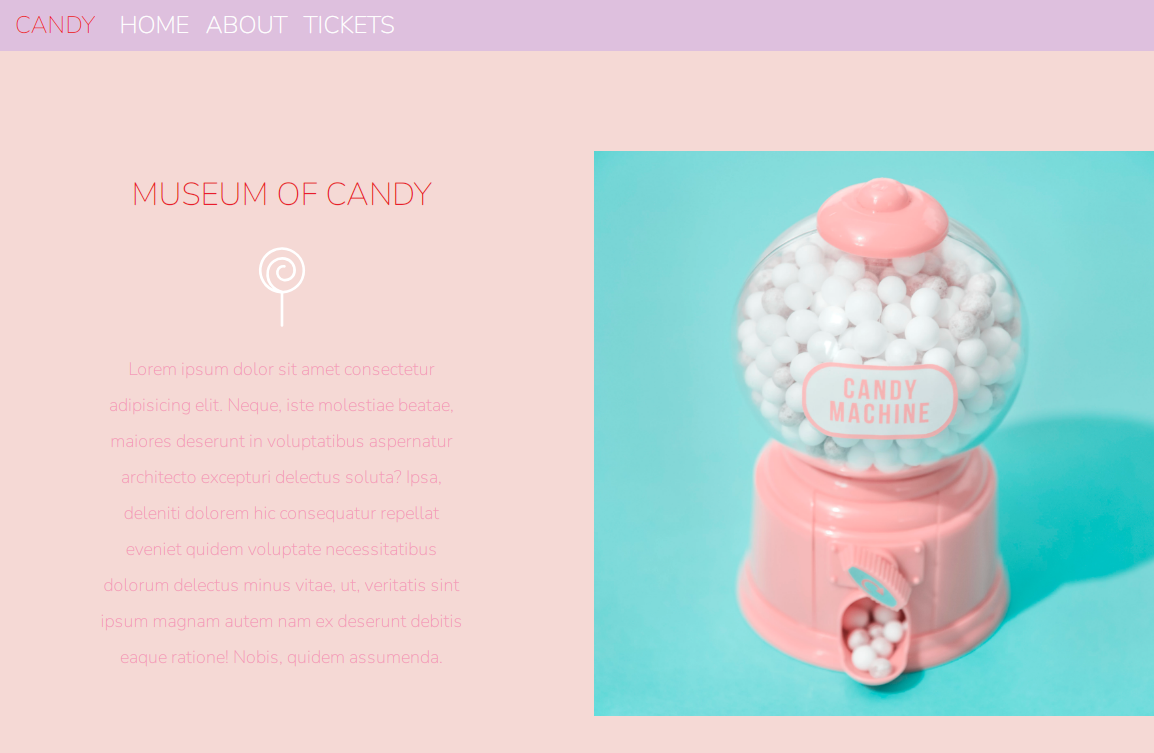 CANDY HOME ABOUT TICKETS
MUSEUM OF CANDY
Lorem ipsum dolor sit amet consectetur
adipisicing elit. Neque, iste molestiae beatae,
maiores deserunt in voluptatibus aspernatur
architecto excepturi delectus soluta? Ipsa,
deleniti dolorem hic consequatur repellat
eveniet quidem voluptate necessitatibus
dolorum delectus minus vitae, ut, veritatis sint
ipsum magnam autem nam ex deserunt debitis
eaque ratione! Nobis, quidem assumenda.
CANDY
MACHINE